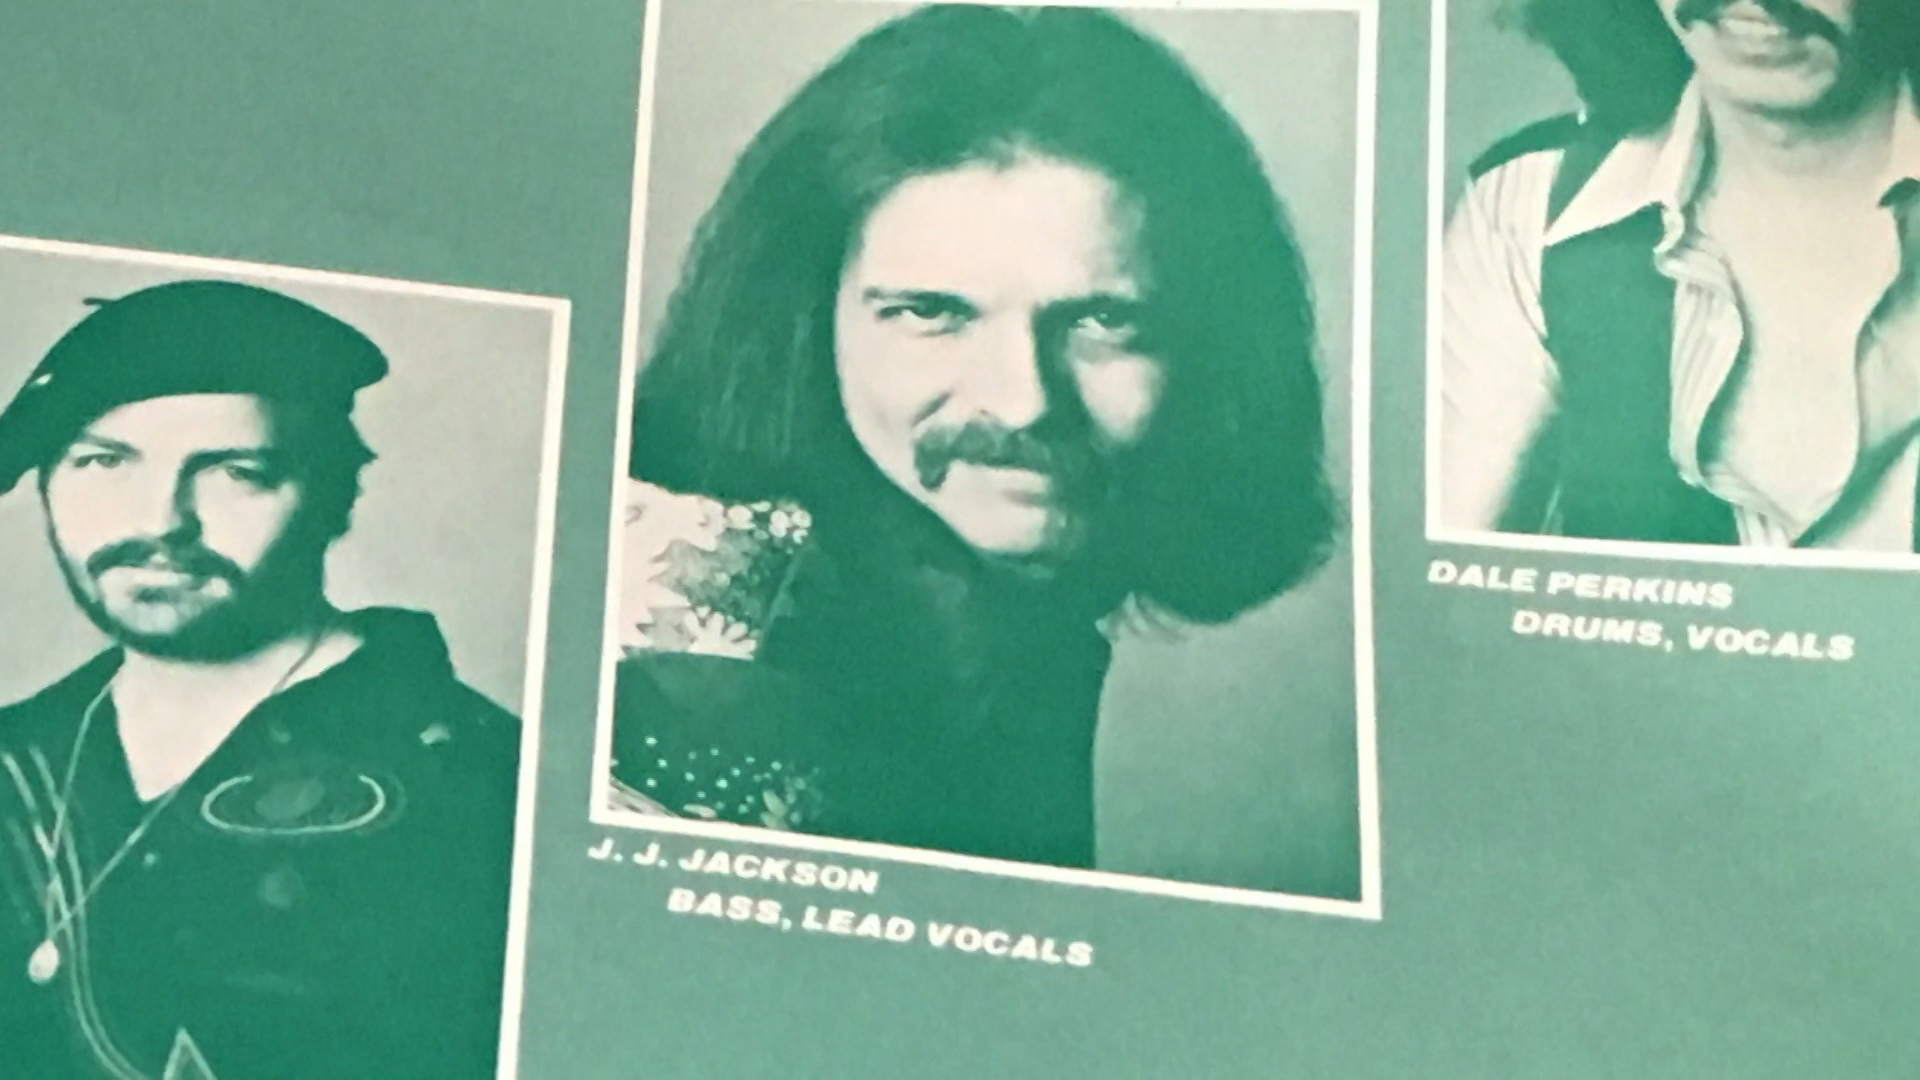 J. J. JACKSON
BASS, LEAD VOCALS
DALE PERKINS
DRUMS, VOCALS